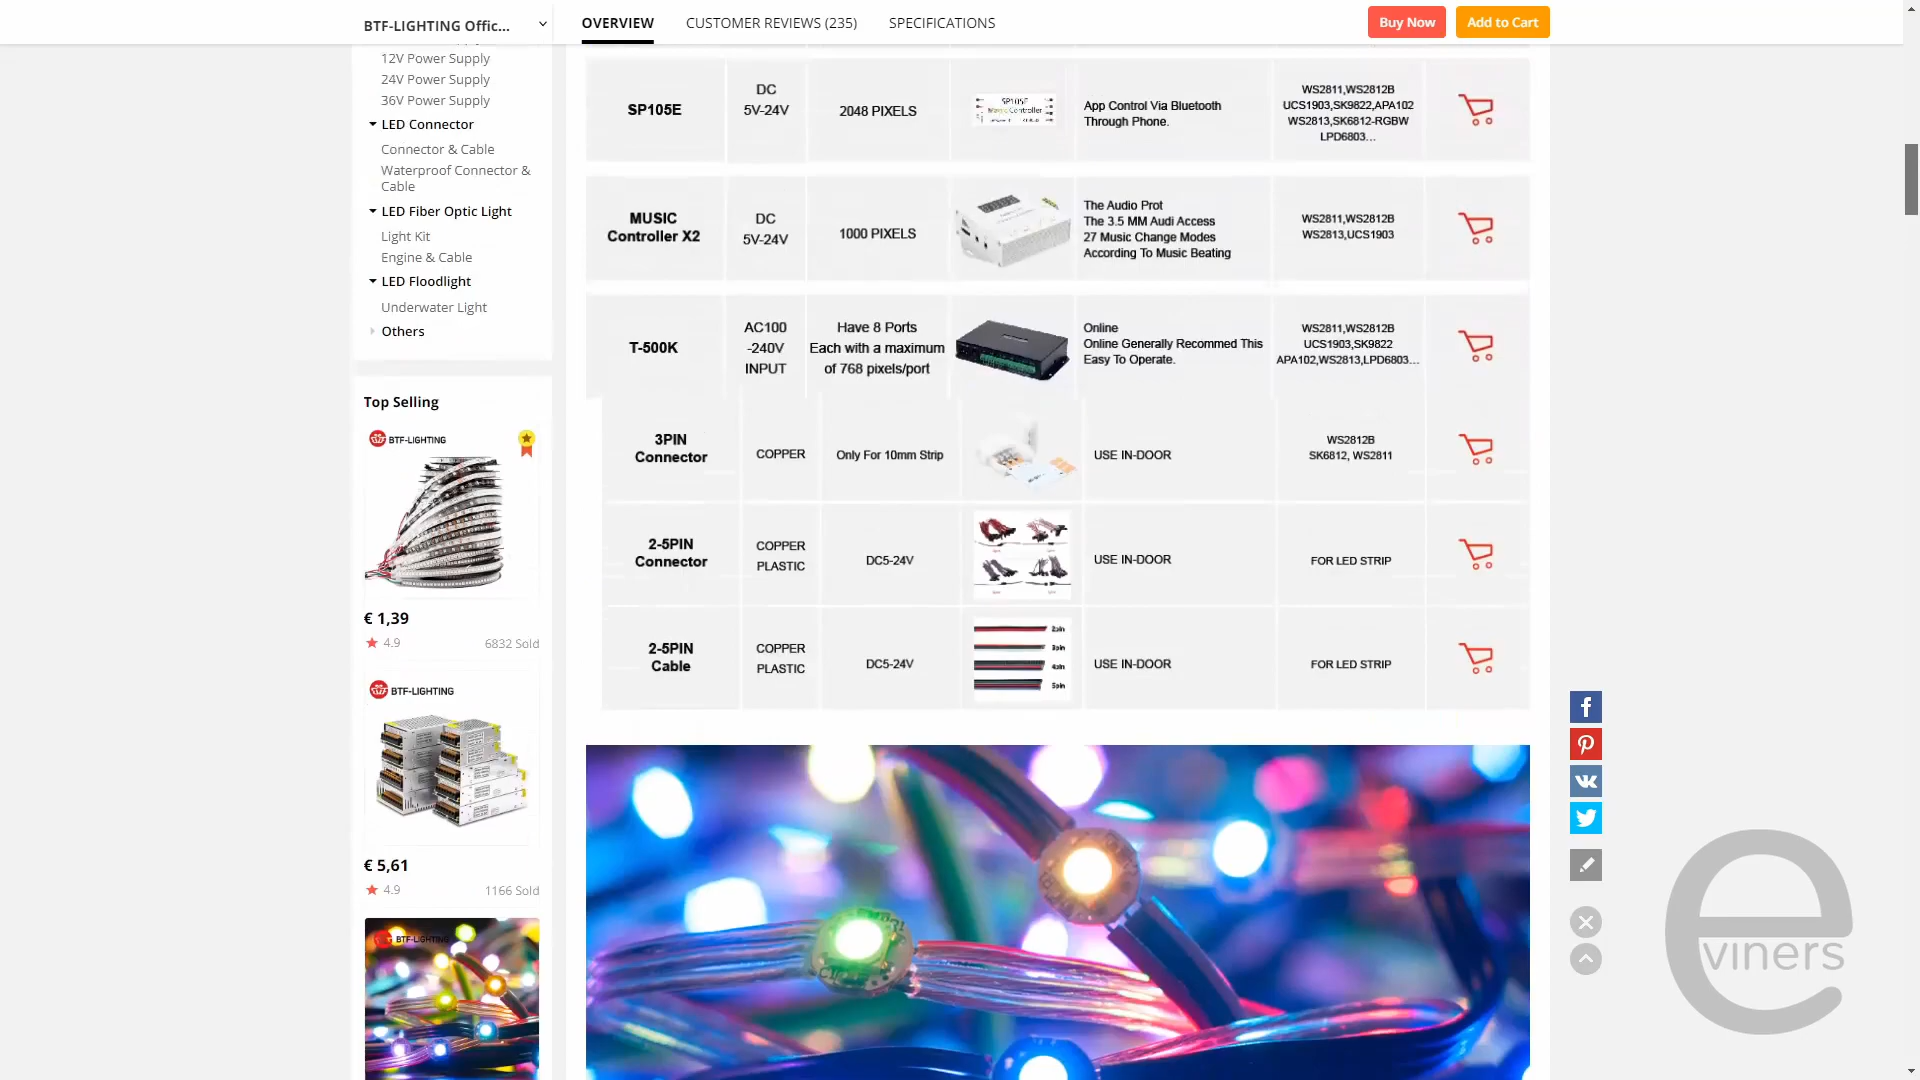 BTF-LIGHTING Offic...
OVERVIEW
CUSTOMER REVIEWS (235)
SPECIFICATIONS
Buy Now
Add to Cart
12V Power Supply
24V Power Supply
36V Power Supply
LED Connector
Connector & Cable
Waterproof Connector &
Cable
LED Fiber Optic Light
Light Kit
Engine & Cable
LED Floodlight
Underwater Light
Others
Top Selling
BTF-LIGHTING
€ 1,39
4.9
6832 Sold
BTF-LIGHTING
€ 5,61
4.9
1166 Sold
BTF-LIGHTING
SP105E
DC
5V-24V
2048 PIXELS
SP105E
Controller
App Control Via Bluetooth
Through Phone.
WS2811,WS2812B
UCS1903,SK9822,APA102
WS2813,SK6812-RGBW
LPD6803...
MUSIC
Controller X2
DC
5V-24V
1000 PIXELS
The Audio Prot
The 3.5 MM Audi Access
27 Music Change Modes
According To Music Beating
WS2811,WS2812B
WS2813,UCS1903
T-500K
AC100
-240V
INPUT
Have 8 Ports
Each with a maximum
of 768 pixels/port
Online
Online Generally Recommed This
Easy To Operate.
WS2811,WS2812B
UCS1903,SK9822
APA102,WS2813,LPD6803...
3PIN
Connector
COPPER
Only For 10mm Strip
USE IN-DOOR
WS2812B
SK6812, WS2811
2-5PIN
Connector
COPPER
PLASTIC
DC5-24V
USE IN-DOOR
FOR LED STRIP
2-5PIN
Cable
COPPER
PLASTIC
DC5-24V
2pin
3pin
4pin
5pin
USE IN-DOOR
FOR LED STRIP
e
viners